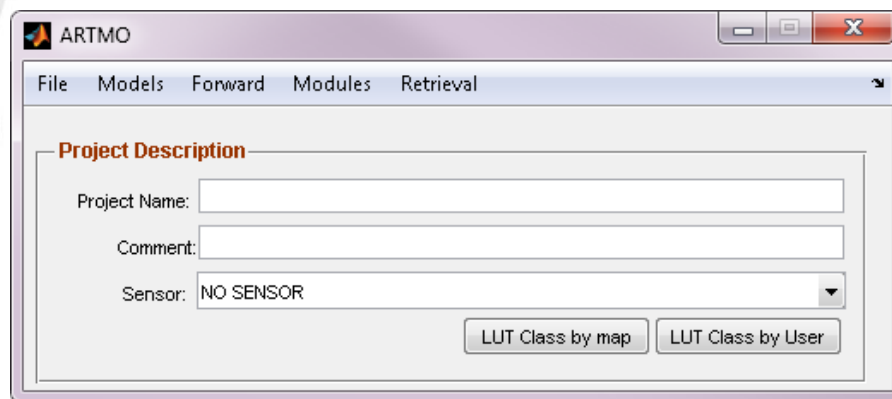 ARTMO
File Models Forward Modules Retrieval
Project Description
Project Name:
Comment:
Sensor: NO SENSOR
LUT Class by map LUT Class by User